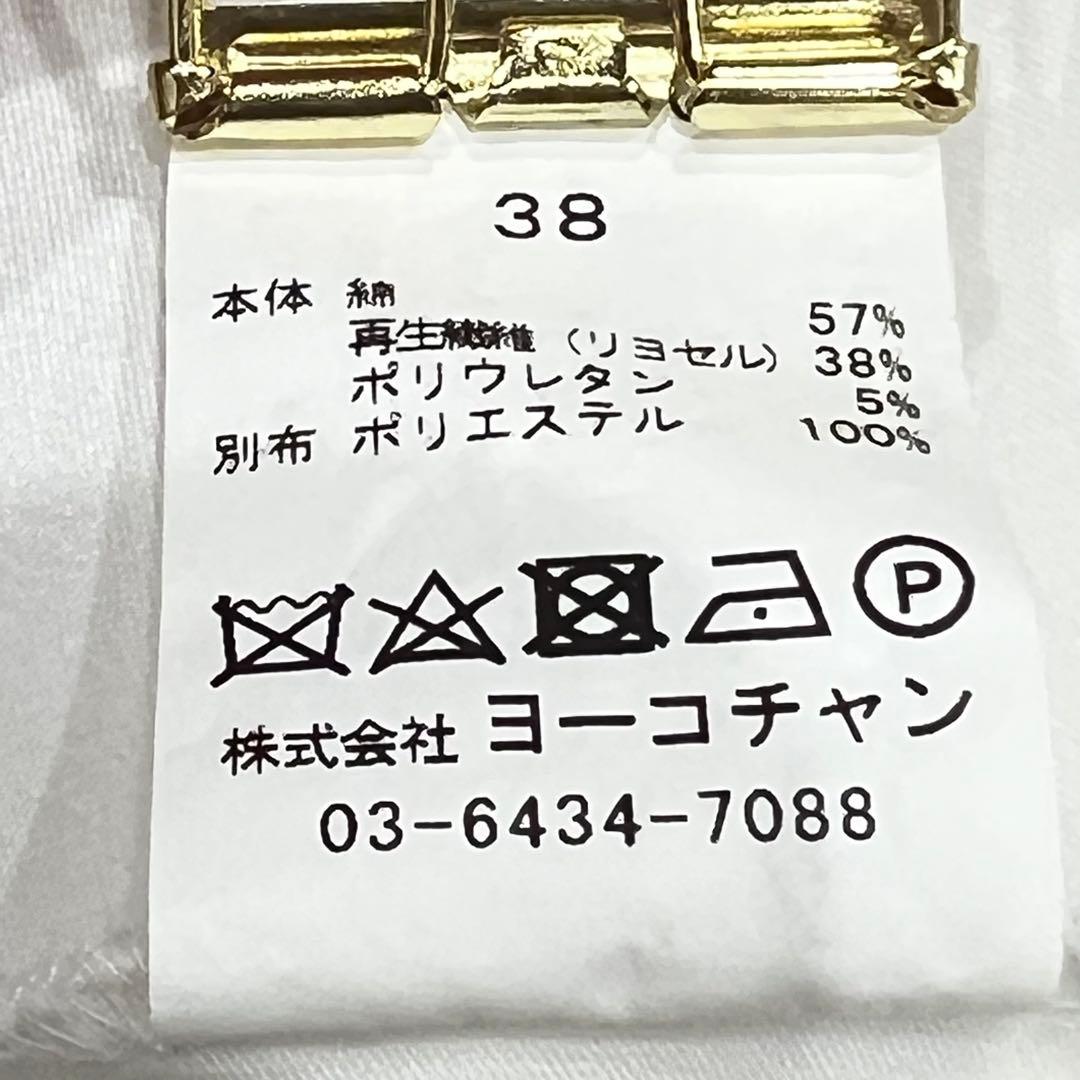 38
本体 綿 57%
再生繊維（リヨセル） 38%
ポリウレタン 5%
別布 ポリエステル 100%
P
株式会社 ヨーコチャン
03-6434-7088